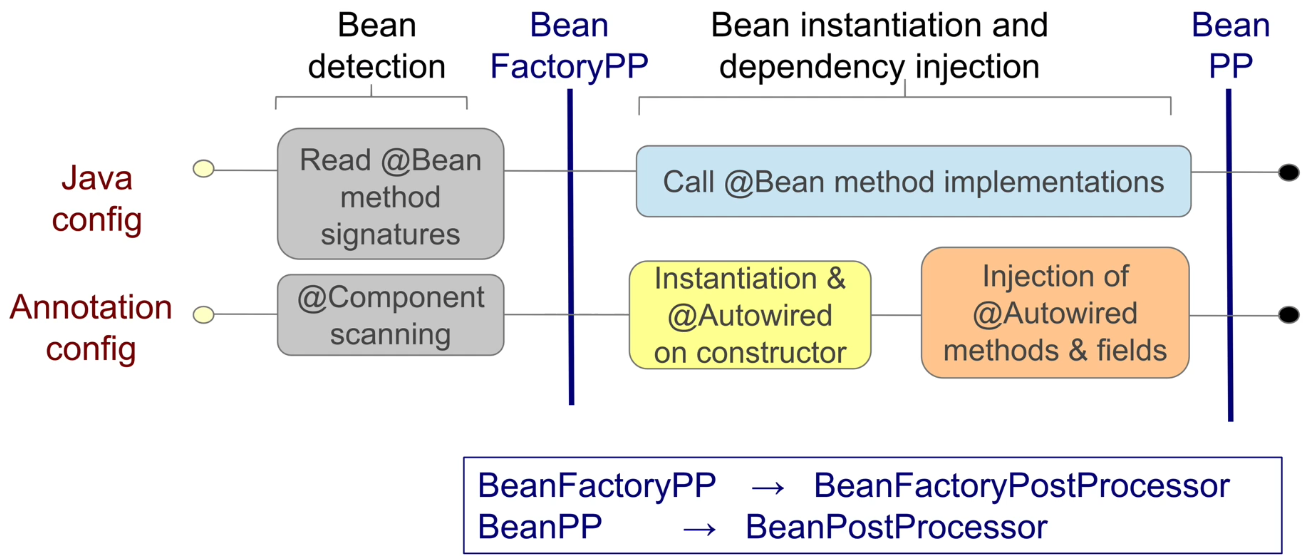 Bean
detection
Bean
FactoryPP
Bean instantiation and
dependency injection
Bean
PP
Java
config
Read @Bean
method
signatures
Call @Bean method implementations
Annotation
config
@Component
scanning
Instantiation &
@Autowired
on constructor
Injection of
@Autowired
methods & fields
BeanFactoryPP → BeanFactoryPostProcessor
BeanPP → BeanPostProcessor